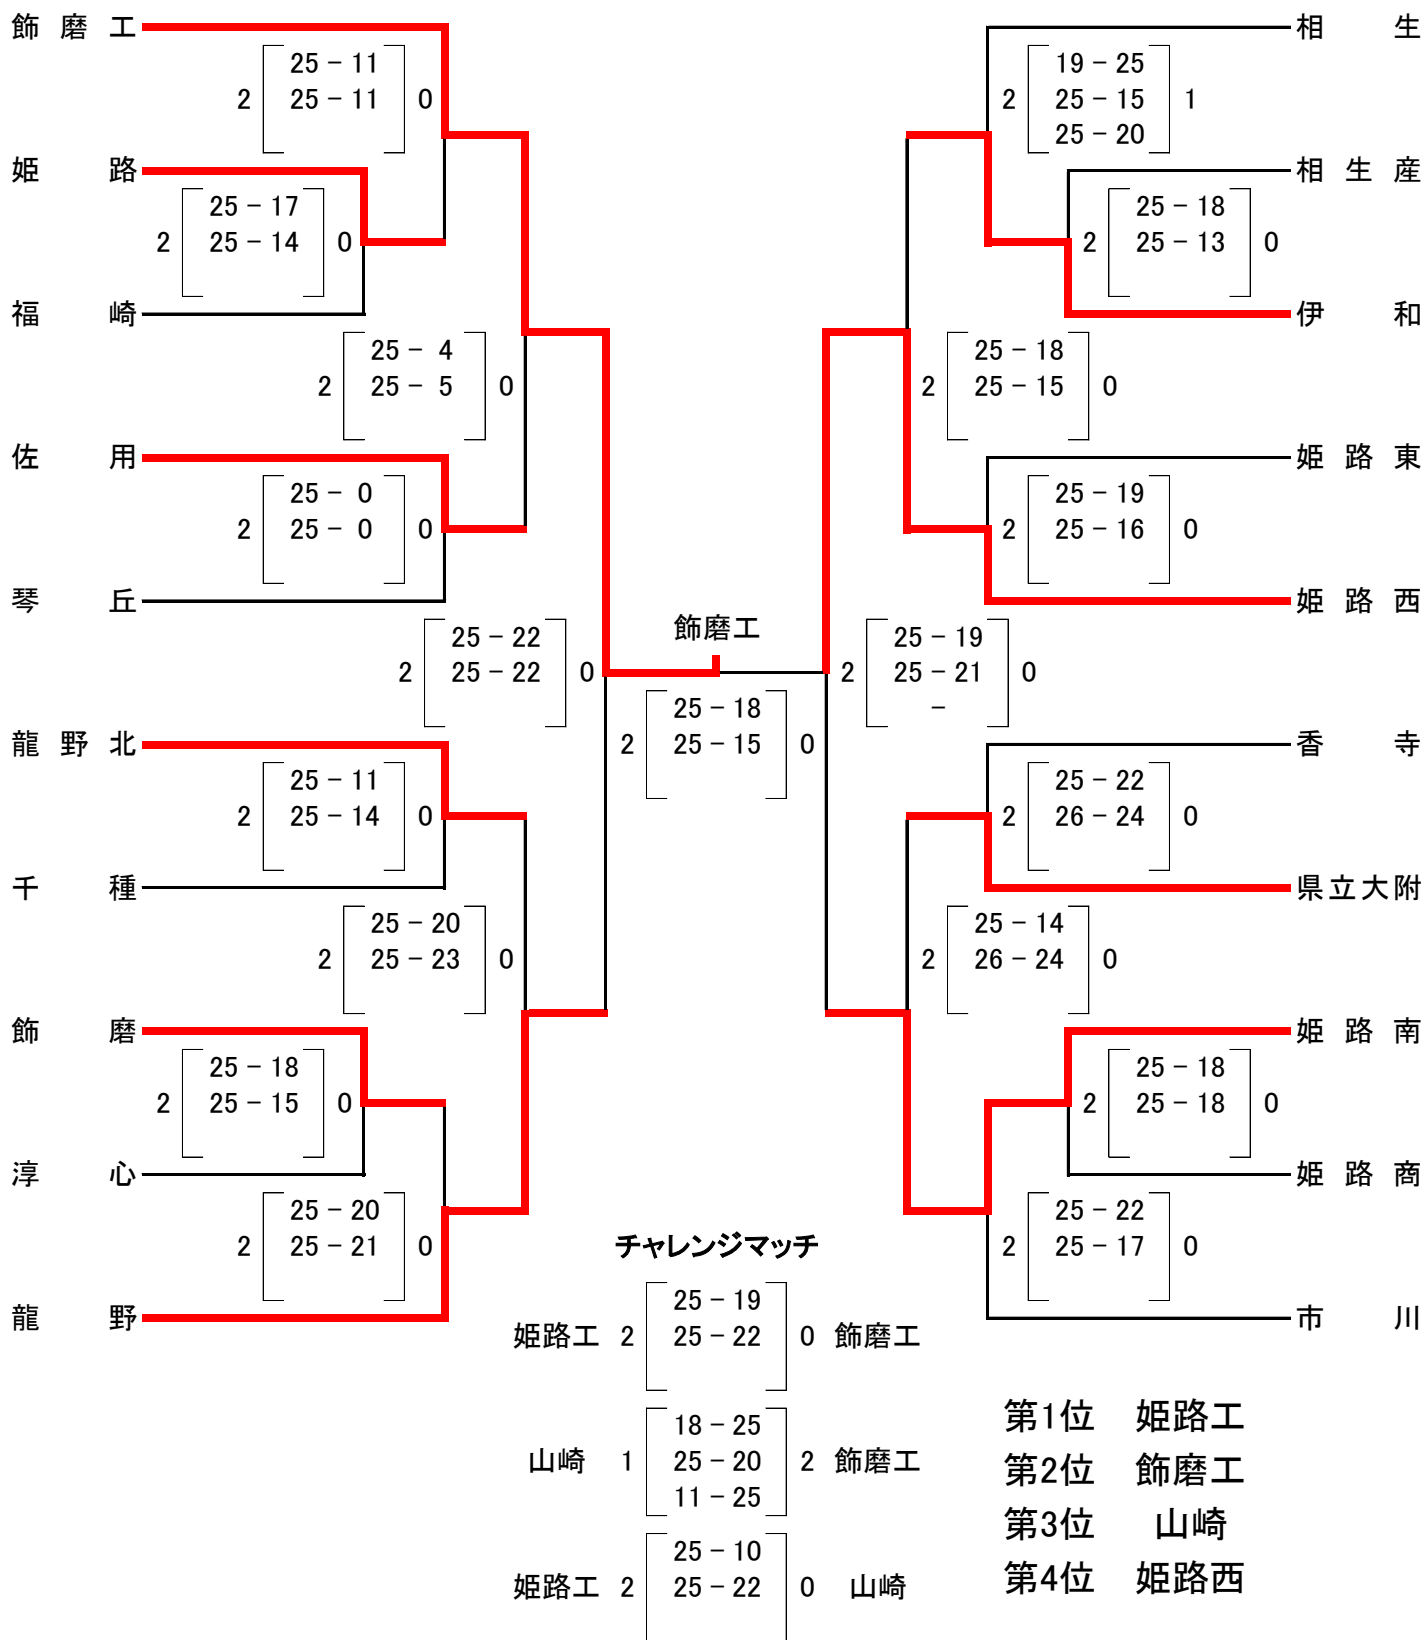 飾磨工
相生
25 − 11
2 25 − 11 0
19 − 25
2 25 − 15 1
25 − 20
姫路
相生産
25 − 17
2 25 − 14 0
25 − 18
2 25 − 13 0
福崎
伊和
25 − 4
2 25 − 5 0
25 − 18
2 25 − 15 0
佐用
姫路東
25 − 0
2 25 − 0 0
25 − 19
2 25 − 16 0
琴丘
姫路西
飾磨工
25 − 22
2 25 − 22 0
25 − 19
2 25 − 21 0
−
25 − 18
2 25 − 15 0
龍野北
香寺
25 − 11
2 25 − 14 0
25 − 22
2 26 − 24 0
千種
県立大附
25 − 20
2 25 − 23 0
25 − 14
2 26 − 24 0
飾磨
姫路南
25 − 18
2 25 − 15 0
25 − 18
2 25 − 18 0
淳心
姫路商
25 − 20
2 25 − 21 0
25 − 22
2 25 − 17 0
龍野
市川
チャレンジマッチ
25 − 19
姫路工 2 25 − 22 0 飾磨工
18 − 25
山崎 1 25 − 20 2 飾磨工
11 − 25
25 − 10
姫路工 2 25 − 22 0 山崎
第1位 姫路工
第2位 飾磨工
第3位 山崎
第4位 姫路西